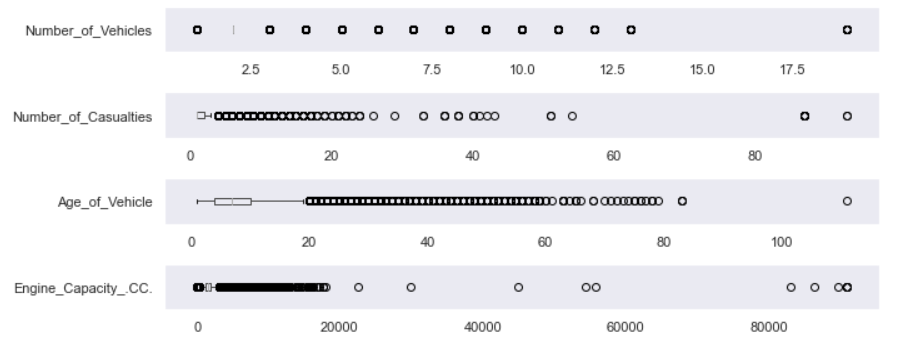 Number_of_Vehicles
2.5 5.0 7.5 10.0 12.5 15.0 17.5
Number_of_Casualties
0 20 40 60 80
Age_of_Vehicle
0 20 40 60 80 100
Engine_Capacity_.CC.
0 20000 40000 60000 80000